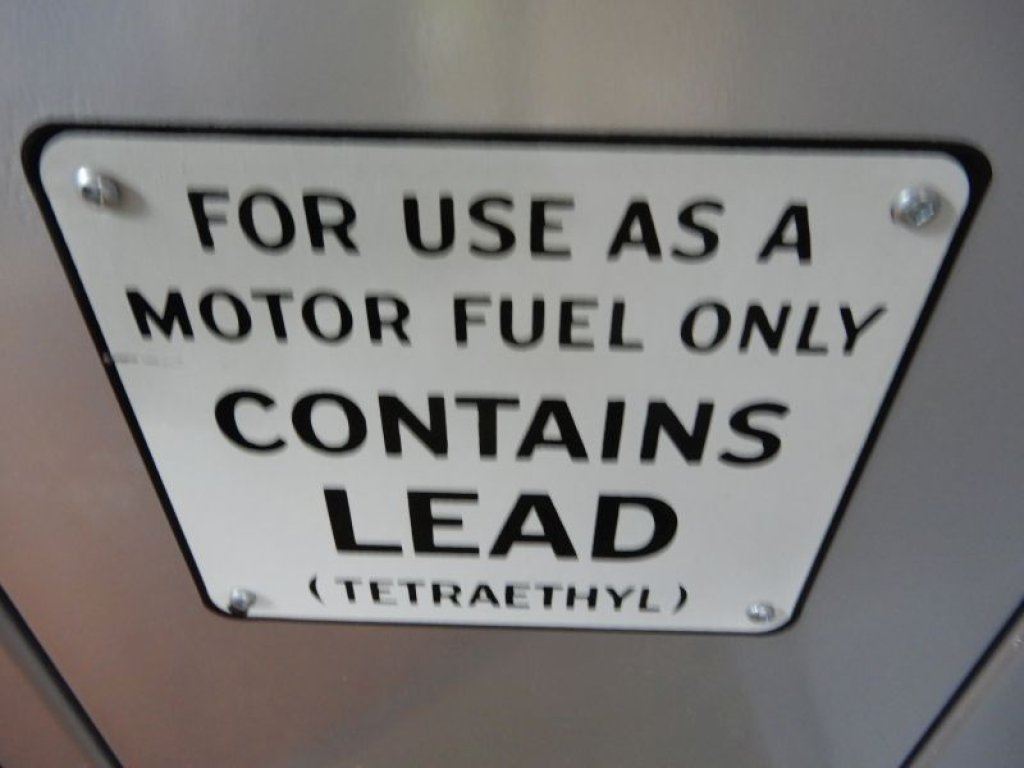 FOR USE AS A
MOTOR FUEL ONLY
CONTAINS
LEAD
(TETRAETHYL)